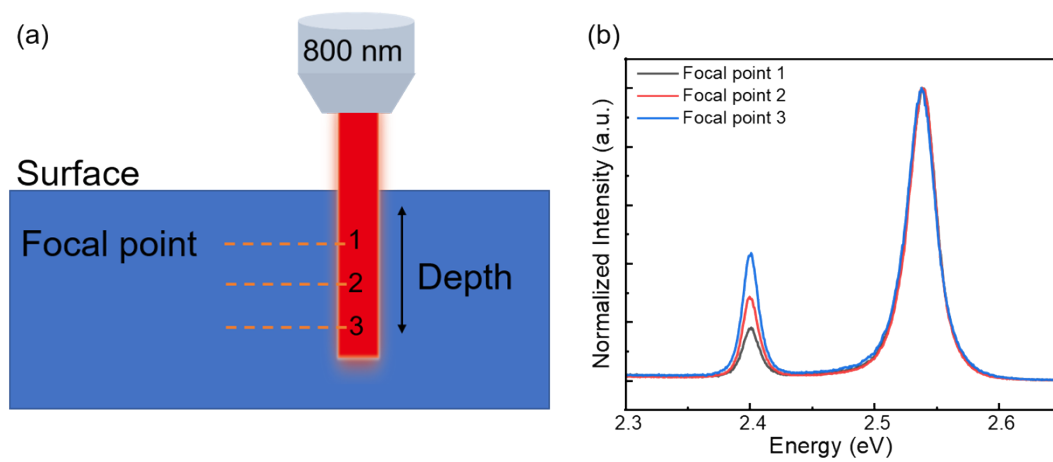 (a)
800 nm
Surface
Focal point
1
2
3
Depth
(b)
Focal point 1
Focal point 2
Focal point 3
Normalized Intensity (a.u.)
2.3 2.4 2.5 2.6
Energy (eV)